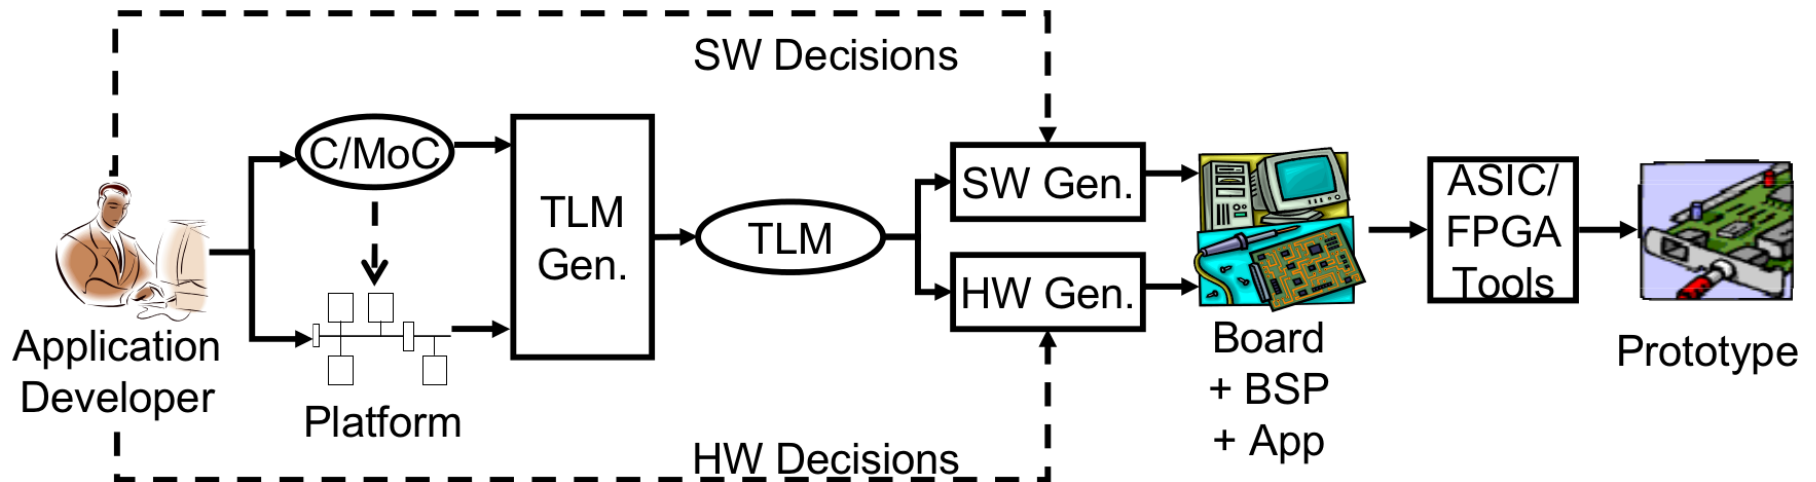 SW Decisions
C/MoC
TLM
Gen.
TLM
SW Gen.
HW Gen.
ASIC/
FPGA
Tools
Application
Developer
Platform
Board
+ BSP
+ App
Prototype
HW Decisions